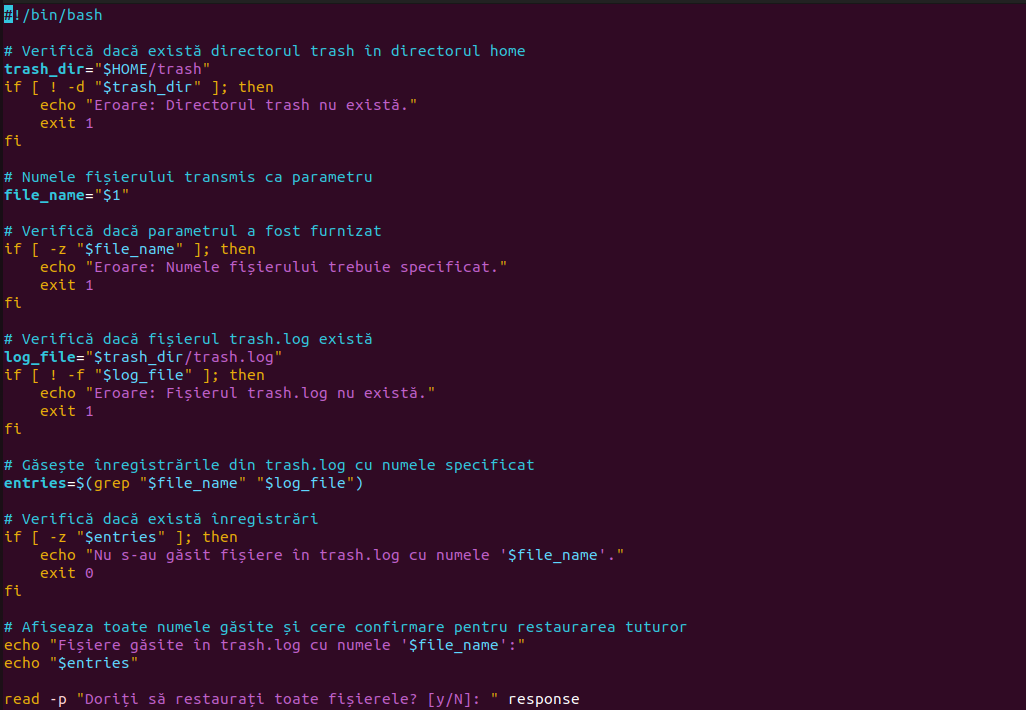 #!/bin/bash
# Verifică dacă există directorul trash în directorul home
trash_dir="$HOME/trash"
if [ ! -d "$trash_dir" ]; then
    echo "Eroare: Directorul trash nu există."
    exit 1
fi
# Numele fișierului transmis ca parametru
file_name="$1"
# Verifică dacă parametrul a fost furnizat
if [ -z "$file_name" ]; then
    echo "Eroare: Numele fișierului trebuie specificat."
    exit 1
fi
# Verifică dacă fișierul trash.log există
log_file="$trash_dir/trash.log"
if [ ! -f "$log_file" ]; then
    echo "Eroare: Fișierul trash.log nu există."
    exit 1
fi
# Găsește înregistrările din trash.log cu numele specificat
entries=$(grep "$file_name" "$log_file")
# Verifică dacă există înregistrări
if [ -z "$entries" ]; then
    echo "Nu s-au găsit fișiere în trash.log cu numele '$file_name'."
    exit 0
fi
# Afiseaza toate numele găsite și cere confirmare pentru restaurarea tuturor
echo "Fișiere găsite în trash.log cu numele '$file_name':"
echo "$entries"
read -p "Doriți să restaurați toate fișierele? [y/N]: " response